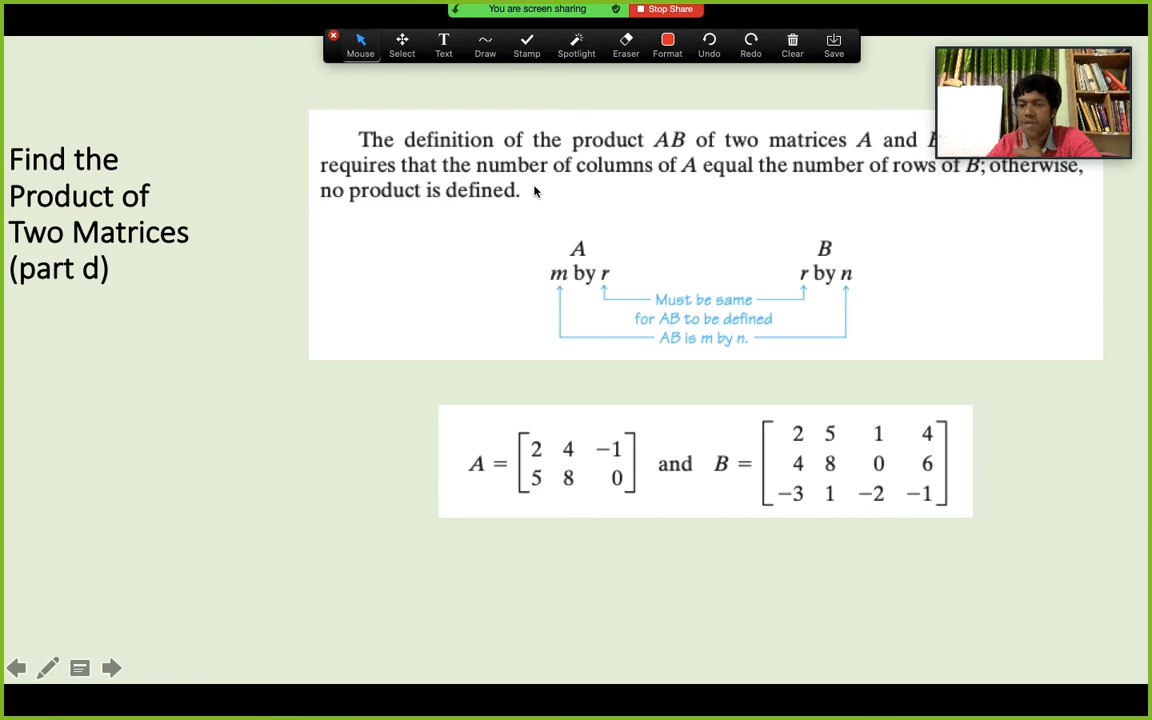 You are screen sharing
Stop Share
Mouse
Select
Text
Draw
Stamp
Spotlight
Eraser
Format
Undo
Redo
Clear
Save
Find the
Product of
Two Matrices
(part d)
The definition of the product AB of two matrices A and
requires that the number of columns of A equal the number of rows of B; otherwise,
no product is defined.
A B
m by r r by n
Must be same
for AB to be defined
AB is m by n.
2 5 1 4
2 4 −1
A = and B = 4 8 0 6
5 8 0
−3 1 −2 −1